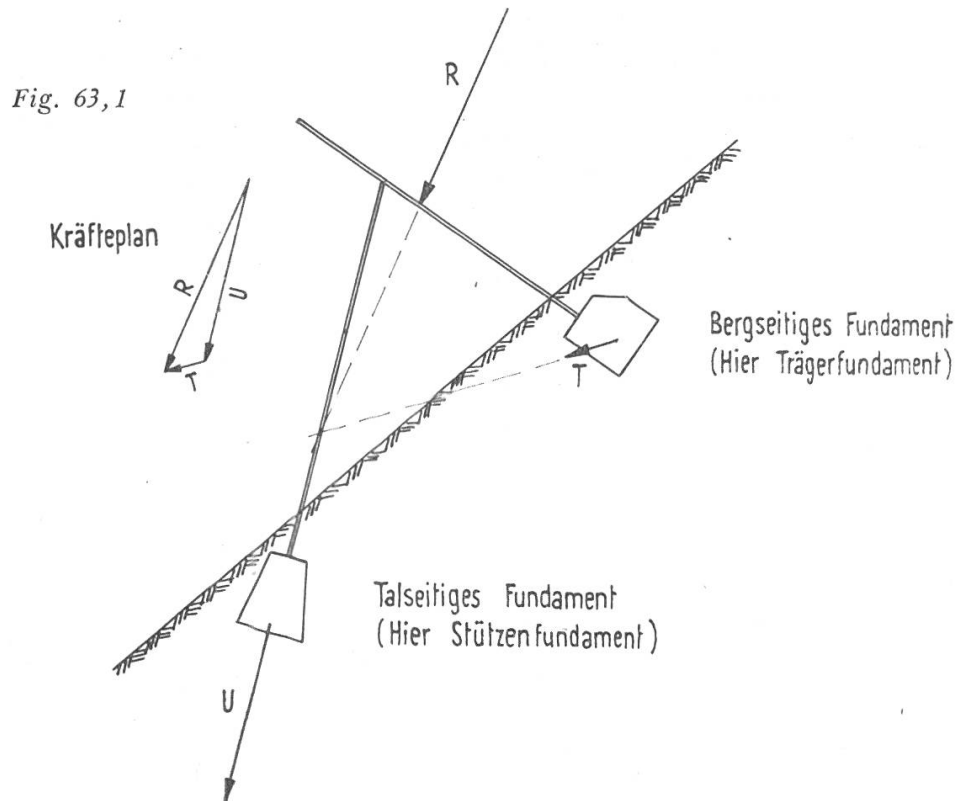 R
Fig. 63,1
Kräfteplan
R
U
T
Bergseitiges Fundament
(Hier Trägerfundament)
T
Talseitiges Fundament
(Hier Stützenfundament)
U